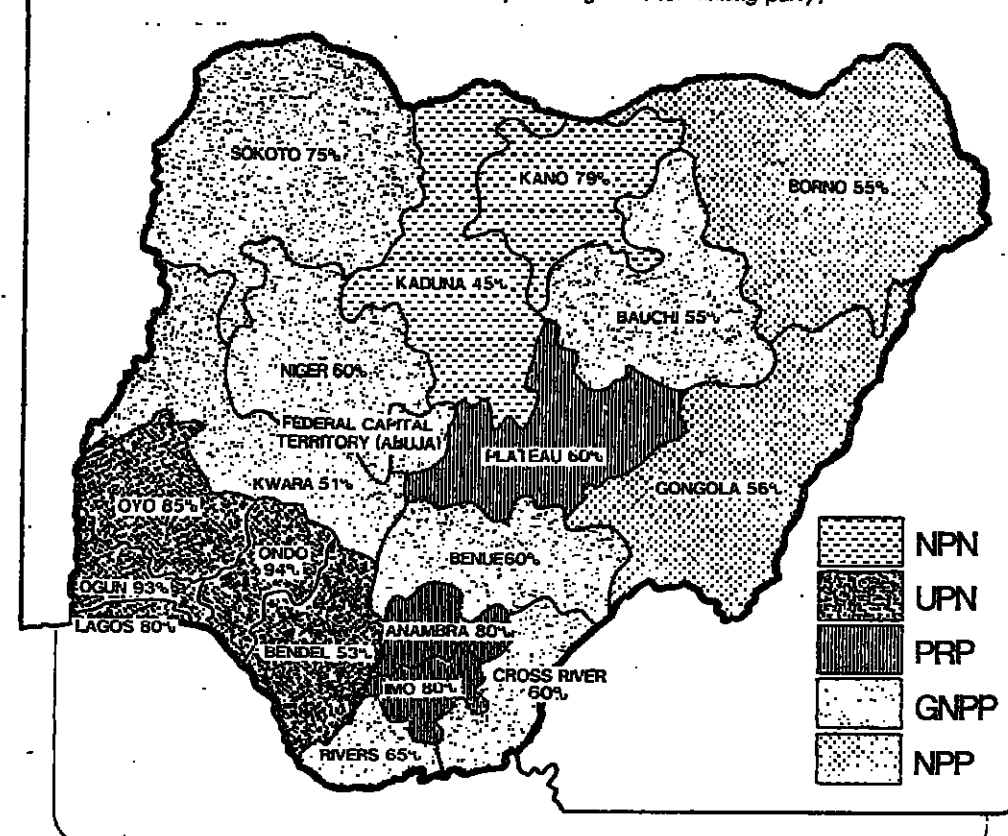 party)
SOKOTO 75%
KANO 79%
BORNO 55%
KADUNA 45%
BAUCHI 55%
NIGER 60%
FEDERAL CAPITAL
TERRITORY (ABUJA)
PLATEAU 60%
KWARA 51%
GONGOLA 56%
OYO 85%
BENUE 60%
ONDO
94%
OGUN 93%
LAGOS 80%
ANAMBRA 80%
BENDEL 53%
IMO 80%
CROSS RIVER
60%
RIVERS 65%
NPN
UPN
PRP
GNPP
NPP